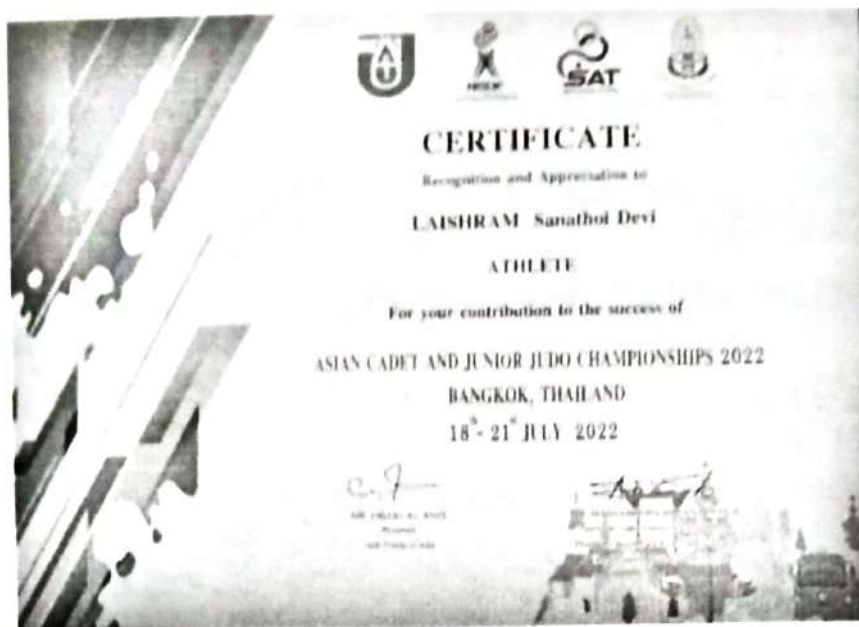 SAT
CERTIFICATE
Recognition and Appreciation to
LAISHRAM Sanathoi Devi
ATHLETE
For your contribution to the success of
ASIAN CADET AND JUNIOR JUDO CHAMPIONSHIPS 2022
BANGKOK, THAILAND
18th - 21st JULY 2022